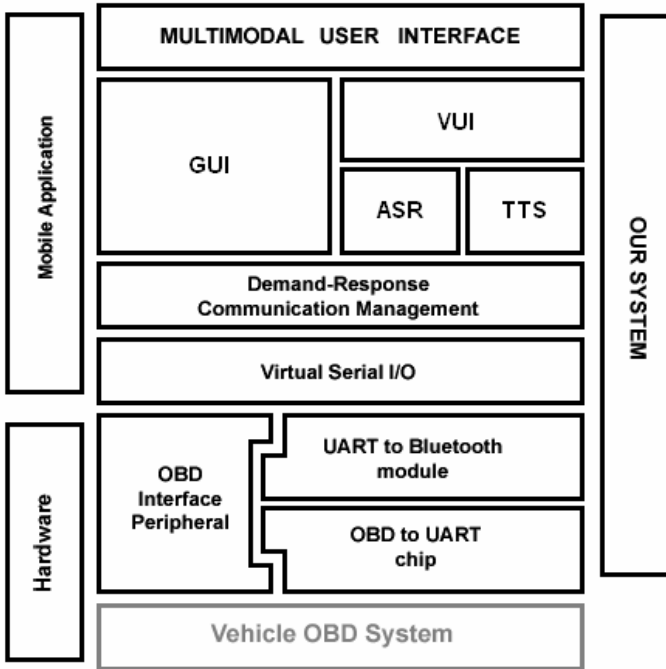 MULTIMODAL USER INTERFACE
Mobile Application
GUI
VUI
ASR
TTS
Demand-Response
Communication Management
Virtual Serial I/O
OUR SYSTEM
Hardware
OBD
Interface
Peripheral
UART to Bluetooth
module
OBD to UART
chip
Vehicle OBD System